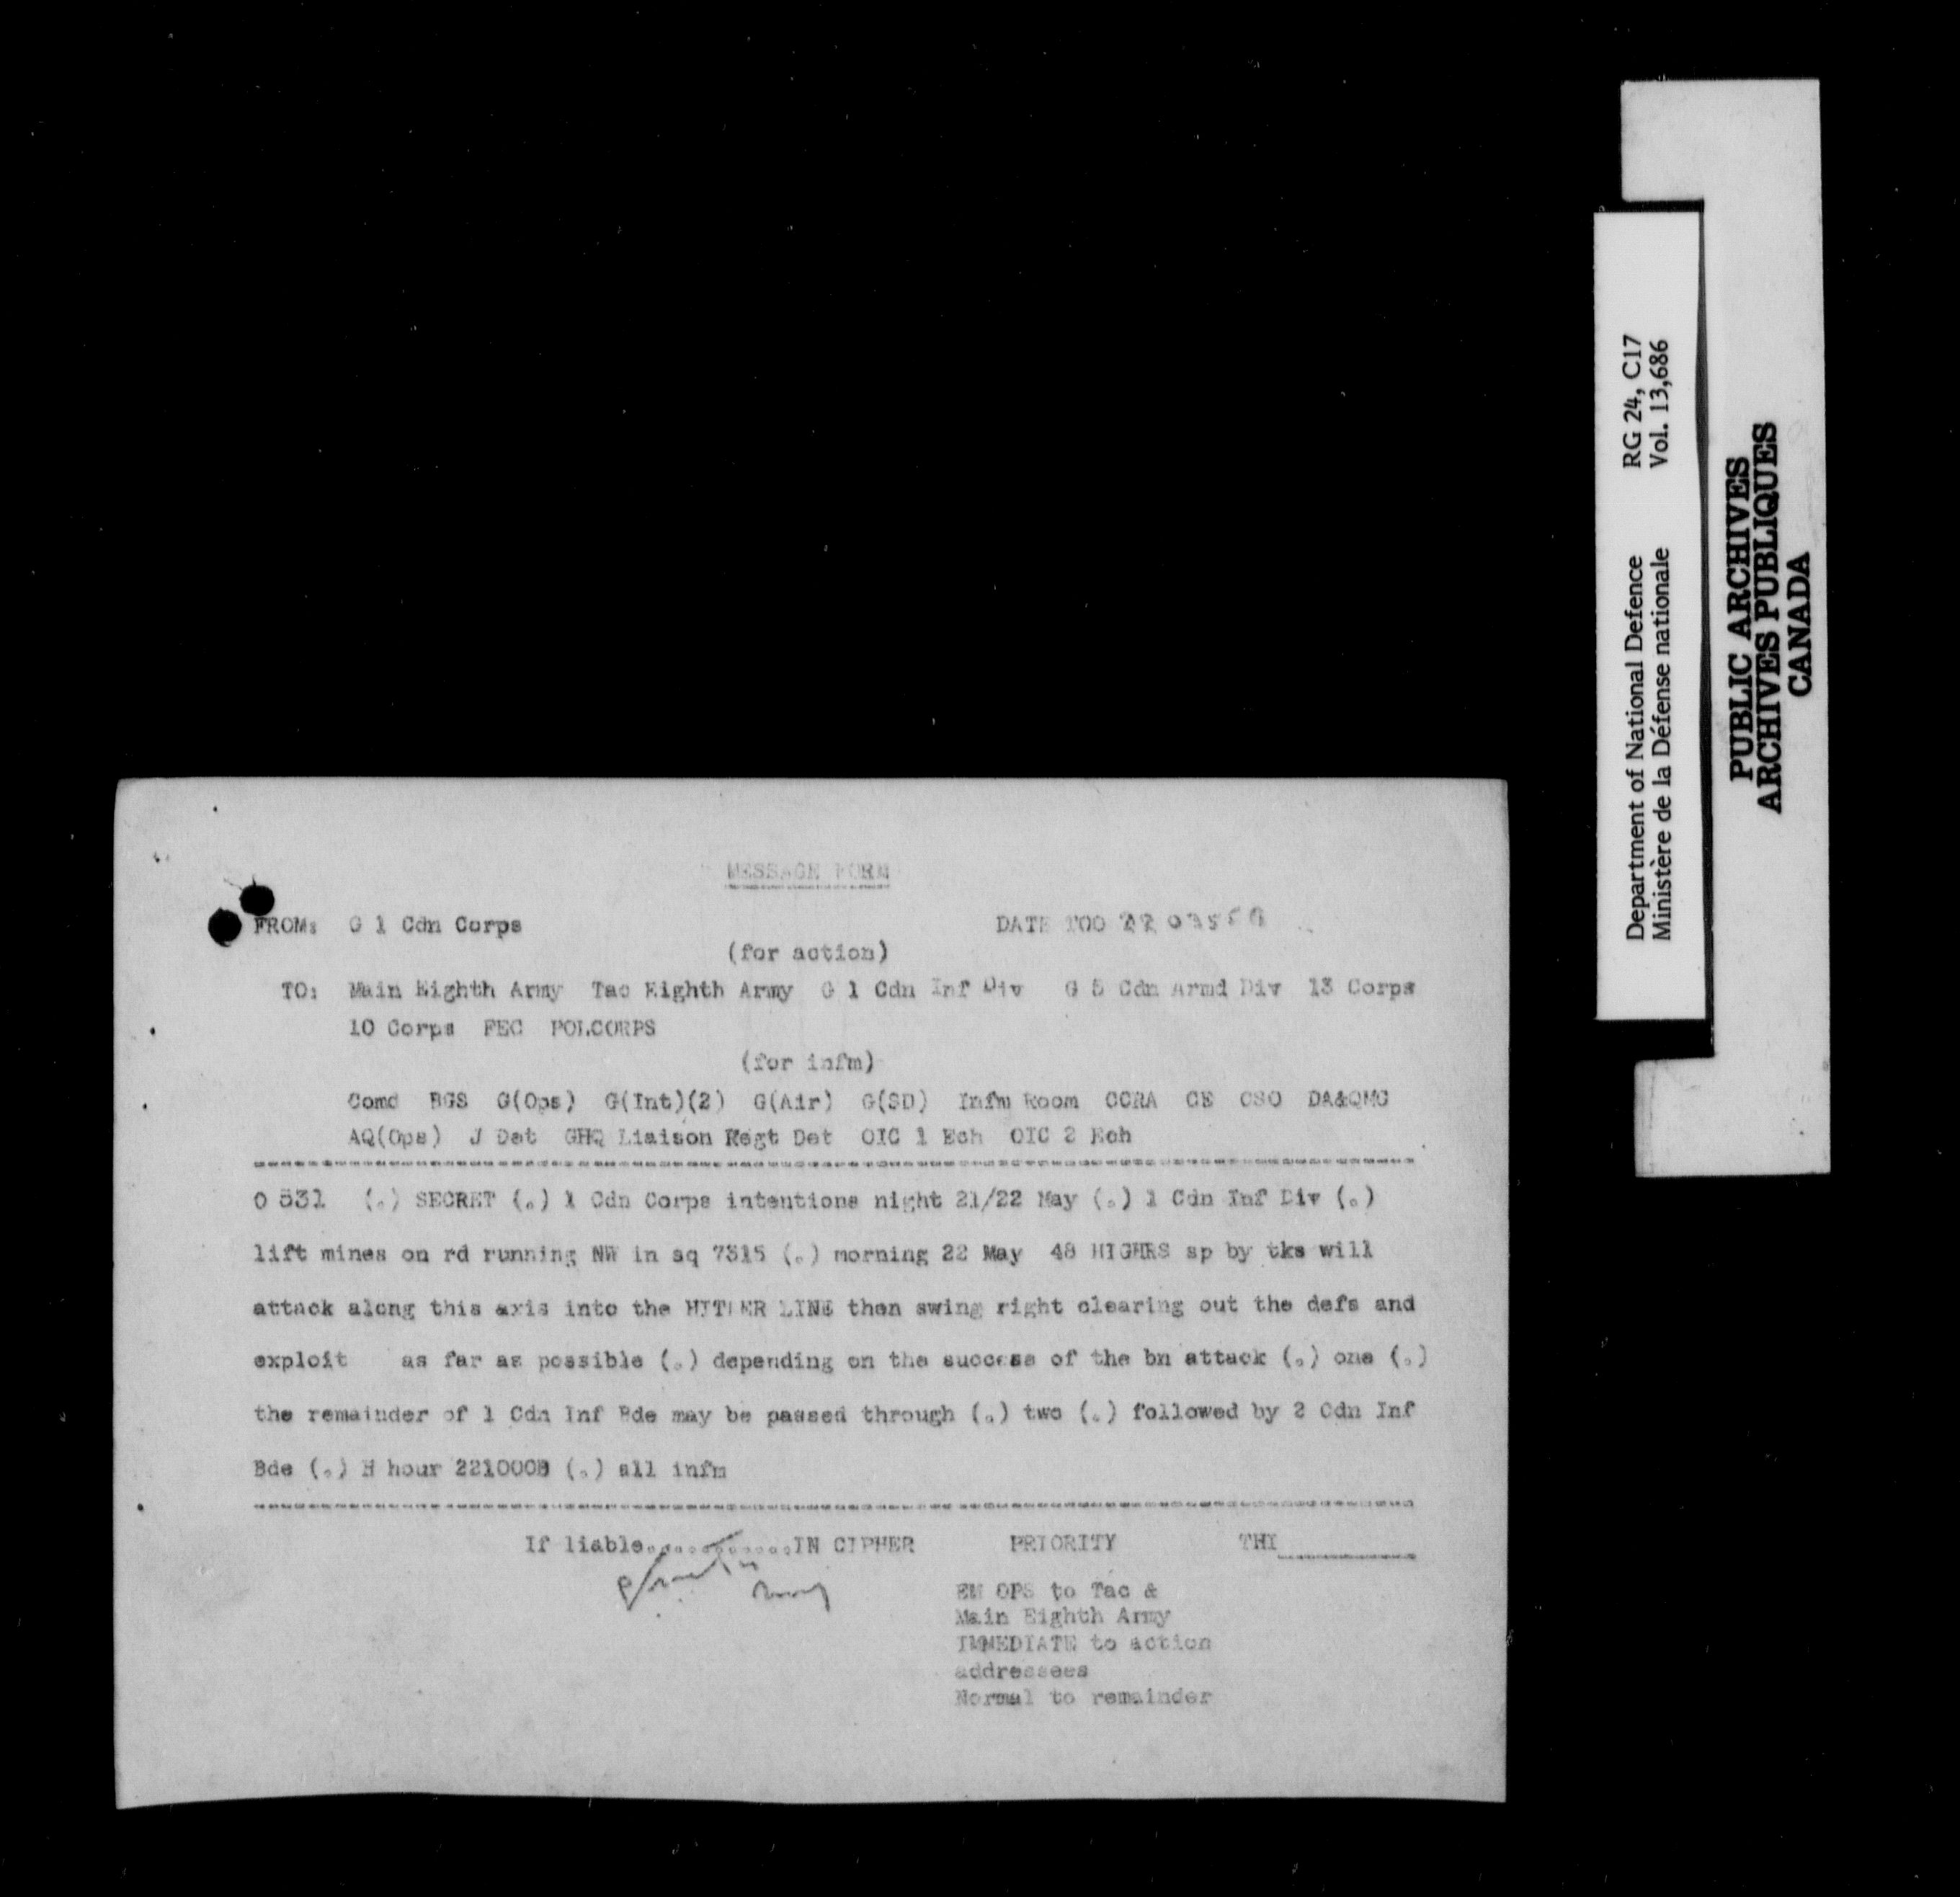 MESSAGE FORM
FROM: G 1 Cdn Corps DATE TOO
(for action)
TO: Main Eighth Army Tac Eighth Army G 1 Cdn Inf Div G 5 Cdn Armd Div 13 Corps
10 Corps FEC POLCORPS
(for infm)
Comd BGS G(Ops) G(Int)(2) G(Air) G(SD) Infm Room CCRA CE CSO DA&QMG
AQ(Ops) J Det GHQ Liaison Regt Det OIC 1 Ech OIC 2 Ech
O 531 (.) SECRET (.) 1 Cdn Corps intentions night 21/22 May (.) 1 Cdn Inf Div (.)
lift mines on rd running NW in sq 7315 (.) morning 22 May 48 HIGHRS sp by tks will
attack along this axis into the HITLER LINE then swing right clearing out the defs and
exploit as far as possible (.) depending on the success of the bn attack (.) one (.)
the remainder of 1 Cdn Inf Bde may be passed through (.) two (.) followed by 2 Cdn Inf
Bde (.) H hour 221000B (.) all infm
If liable.............IN CIPHER PRIORITY THI
EM OPS to Tac &
Main Eighth Army
IMMEDIATE to action
addressees
Normal to remainder
Department of National Defence RG 24, C17
Ministère de la Défense nationale Vol. 13,686
PUBLIC ARCHIVES
ARCHIVES PUBLIQUES
CANADA